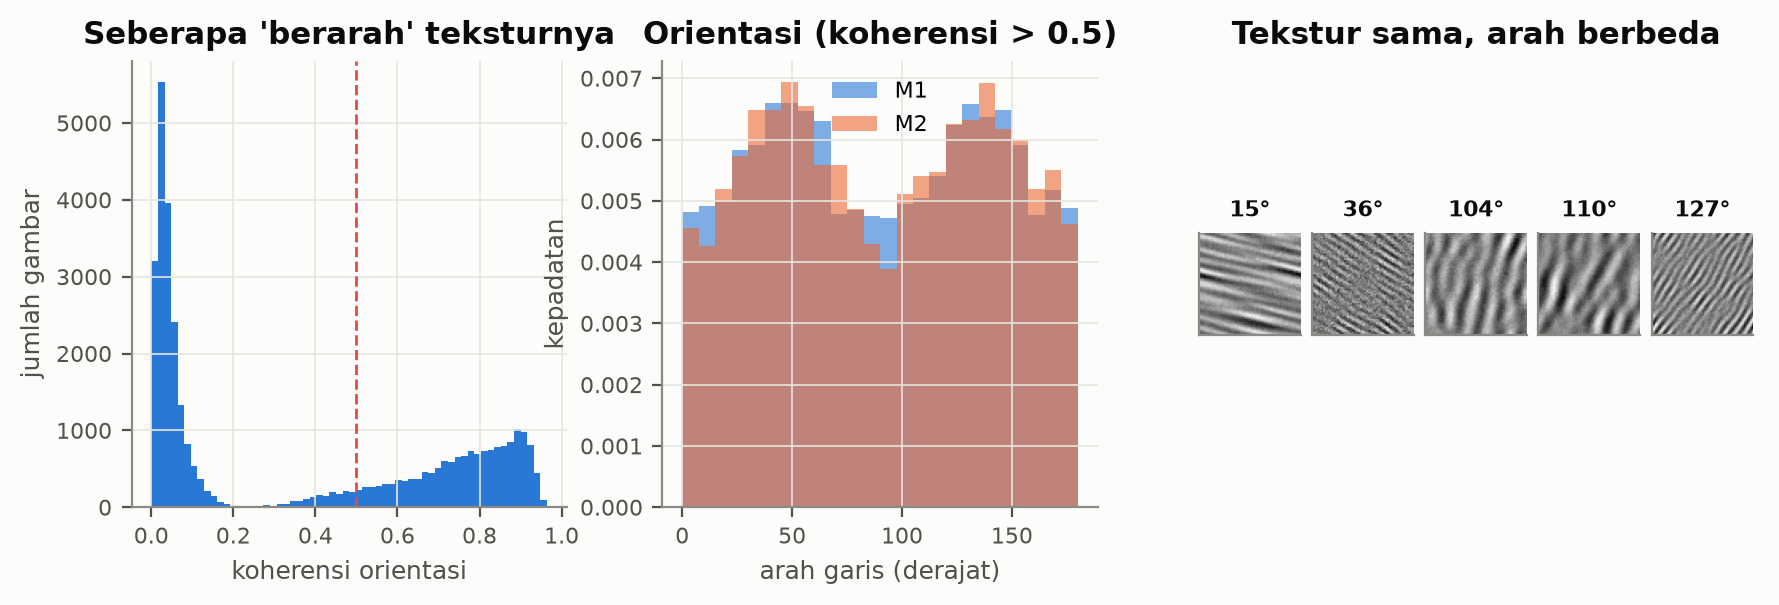 Seberapa 'berarah' teksturnya
jumlah gambar
5000
4000
3000
2000
1000
0
0.0 0.2 0.4 0.6 0.8 1.0
koherensi orientasi
Orientasi (koherensi > 0.5)
kepadatan
0.007
0.006
0.005
0.004
0.003
0.002
0.001
0.000
M1
M2
0 50 100 150
arah garis (derajat)
Tekstur sama, arah berbeda
15° 36° 104° 110° 127°